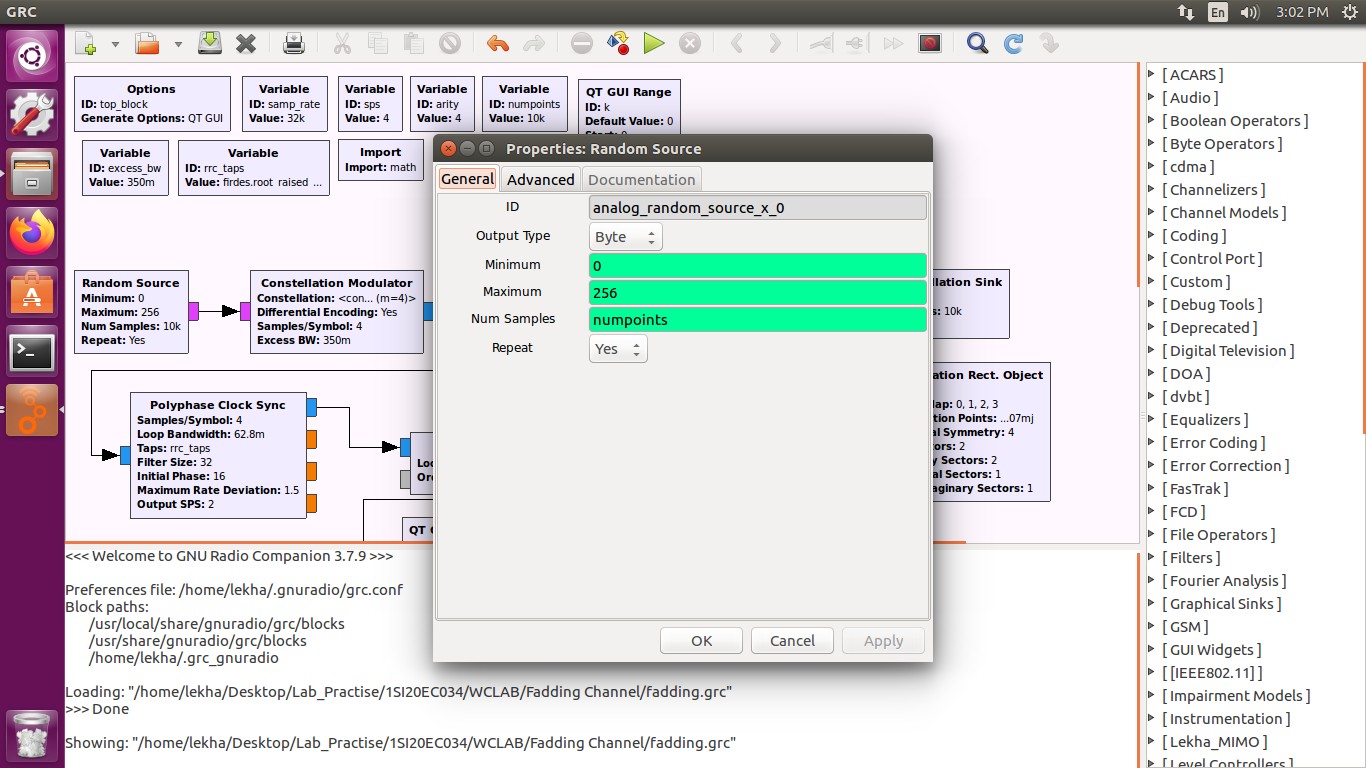 GRC
En
3:02 PM
Options
ID: top_block
Generate Options: QT GUI
Variable
ID: samp_rate
Value: 32k
Variable
ID: sps
Value: 4
Variable
ID: arity
Value: 4
Variable
ID: numpoints
Value: 10k
QT GUI Range
ID: k
Default Value: 0
Variable
ID: excess_bw
Value: 350m
Variable
ID: rrc_taps
Value: firdes.root_raised_...
Import
Import: math
Random Source
Minimum: 0
Maximum: 256
Num Samples: 10k
Repeat: Yes
Constellation Modulator
Constellation: <con... (m=4)>
Differential Encoding: Yes
Samples/Symbol: 4
Excess BW: 350m
Polyphase Clock Sync
Samples/Symbol: 4
Loop Bandwidth: 62.8m
Taps: rrc_taps
Filter Size: 32
Initial Phase: 16
Maximum Rate Deviation: 1.5
Output SPS: 2
Loo
Ord
QT G
Properties: Random Source
General
Advanced
Documentation
ID
analog_random_source_x_0
Output Type
Byte
Minimum
0
Maximum
256
Num Samples
numpoints
Repeat
Yes
OK
Cancel
Apply
llation Sink
s: 10k
ation Rect. Object
ap: 0, 1, 2, 3
tion Points: ...07mj
al Symmetry: 4
ors: 2
y Sectors: 2
al Sectors: 1
aginary Sectors: 1
<<< Welcome to GNU Radio Companion 3.7.9 >>>
Preferences file: /home/lekha/.gnuradio/grc.conf
Block paths:
/usr/local/share/gnuradio/grc/blocks
/usr/share/gnuradio/grc/blocks
/home/lekha/.grc_gnuradio
Loading: "/home/lekha/Desktop/Lab_Practise/1SI20EC034/WCLAB/Fadding Channel/fadding.grc"
>>> Done
Showing: "/home/lekha/Desktop/Lab_Practise/1SI20EC034/WCLAB/Fadding Channel/fadding.grc"
[ ACARS ]
[ Audio ]
[ Boolean Operators ]
[ Byte Operators ]
[ cdma ]
[ Channelizers ]
[ Channel Models ]
[ Coding ]
[ Control Port ]
[ Custom ]
[ Debug Tools ]
[ Deprecated ]
[ Digital Television ]
[ DOA ]
[ dvbt ]
[ Equalizers ]
[ Error Coding ]
[ Error Correction ]
[ FasTrak ]
[ FCD ]
[ File Operators ]
[ Filters ]
[ Fourier Analysis ]
[ Graphical Sinks ]
[ GSM ]
[ GUI Widgets ]
[ [IEEE802.11] ]
[ Impairment Models ]
[ Instrumentation ]
[ Lekha_MIMO ]
[ Level Controllers ]